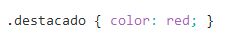 .destacado { color: red; }